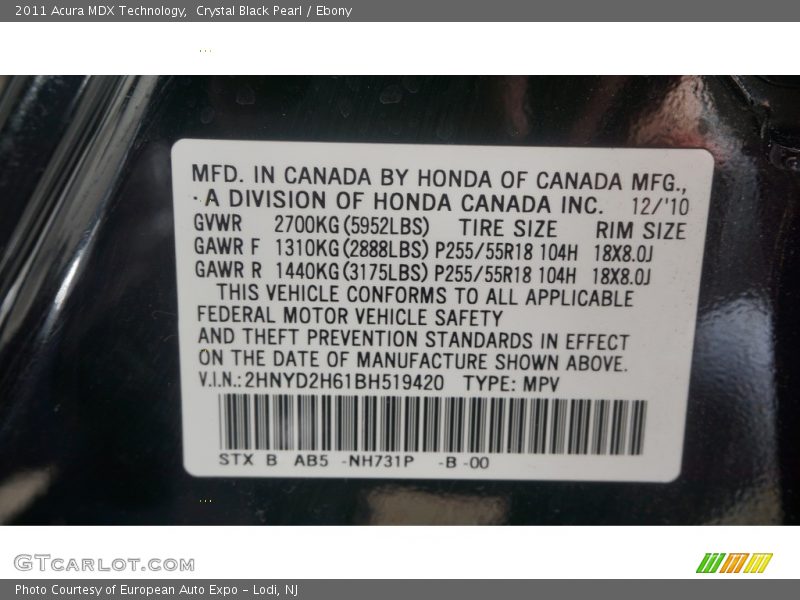 2011 Acura MDX Technology,  Crystal Black Pearl / Ebony
MFD. IN CANADA BY HONDA OF CANADA MFG.,
A DIVISION OF HONDA CANADA INC. 12/'10
GVWR 2700KG (5952LBS) TIRE SIZE RIM SIZE
GAWR F 1310KG (2888LBS) P255/55R18 104H 18X8.0J
GAWR R 1440KG (3175LBS) P255/55R18 104H 18X8.0J
THIS VEHICLE CONFORMS TO ALL APPLICABLE
FEDERAL MOTOR VEHICLE SAFETY
AND THEFT PREVENTION STANDARDS IN EFFECT
ON THE DATE OF MANUFACTURE SHOWN ABOVE.
V.I.N.: 2HNYD2H61BH519420 TYPE: MPV
STX B AB5 -NH731P -B -00
GTCARLOT.COM
Photo Courtesy of European Auto Expo - Lodi, NJ